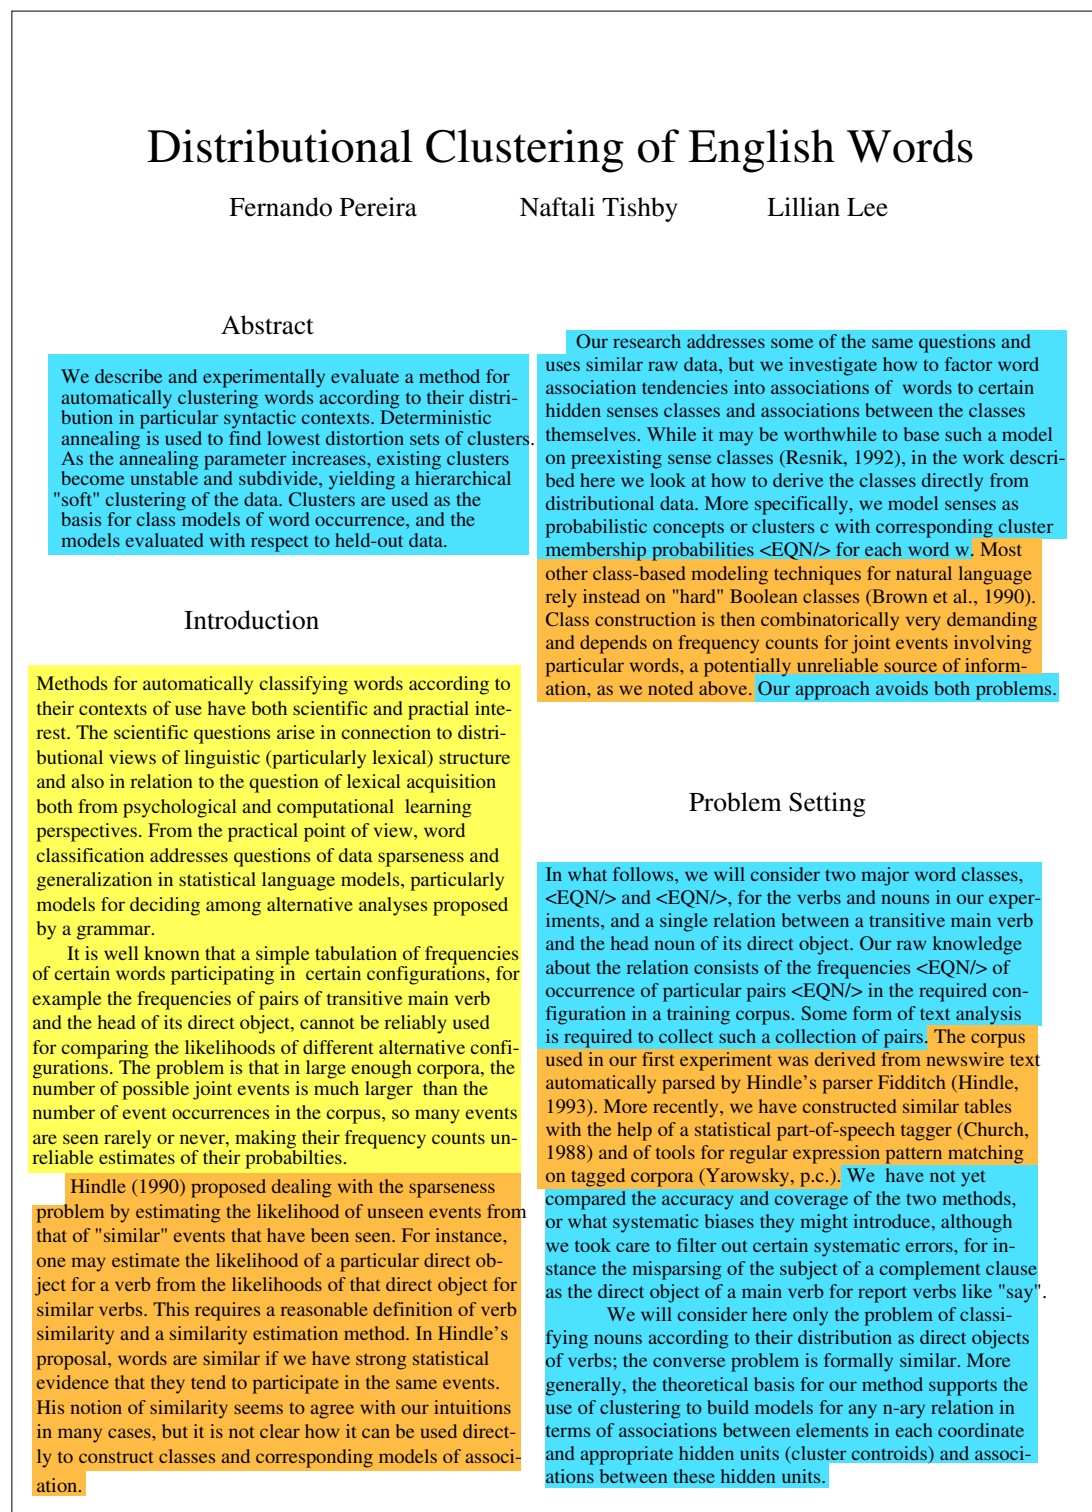 Distributional Clustering of English Words
Fernando Pereira Naftali Tishby Lillian Lee
Abstract
We describe and experimentally evaluate a method for
automatically clustering words according to their distri-
bution in particular syntactic contexts. Deterministic
annealing is used to find lowest distortion sets of clusters.
As the annealing parameter increases, existing clusters
become unstable and subdivide, yielding a hierarchical
"soft" clustering of the data. Clusters are used as the
basis for class models of word occurrence, and the
models evaluated with respect to held-out data.
Introduction
Methods for automatically classifying words according to
their contexts of use have both scientific and practial inte-
rest. The scientific questions arise in connection to distri-
butional views of linguistic (particularly lexical) structure
and also in relation to the question of lexical acquisition
both from psychological and computational learning
perspectives. From the practical point of view, word
classification addresses questions of data sparseness and
generalization in statistical language models, particularly
models for deciding among alternative analyses proposed
by a grammar.
It is well known that a simple tabulation of frequencies
of certain words participating in certain configurations, for
example the frequencies of pairs of transitive main verb
and the head of its direct object, cannot be reliably used
for comparing the likelihoods of different alternative confi-
gurations. The problem is that in large enough corpora, the
number of possible joint events is much larger than the
number of event occurrences in the corpus, so many events
are seen rarely or never, making their frequency counts un-
reliable estimates of their probabilties.
Hindle (1990) proposed dealing with the sparseness
problem by estimating the likelihood of unseen events from
that of "similar" events that have been seen. For instance,
one may estimate the likelihood of a particular direct ob-
ject for a verb from the likelihoods of that direct object for
similar verbs. This requires a reasonable definition of verb
similarity and a similarity estimation method. In Hindle's
proposal, words are similar if we have strong statistical
evidence that they tend to participate in the same events.
His notion of similarity seems to agree with our intuitions
in many cases, but it is not clear how it can be used direct-
ly to construct classes and corresponding models of associ-
ation.
Our research addresses some of the same questions and
uses similar raw data, but we investigate how to factor word
association tendencies into associations of words to certain
hidden senses classes and associations between the classes
themselves. While it may be worthwhile to base such a model
on preexisting sense classes (Resnik, 1992), in the work descri-
bed here we look at how to derive the classes directly from
distributional data. More specifically, we model senses as
probabilistic concepts or clusters c with corresponding cluster
membership probabilities <EQN/> for each word w. Most
other class-based modeling techniques for natural language
rely instead on "hard" Boolean classes (Brown et al., 1990).
Class construction is then combinatorically very demanding
and depends on frequency counts for joint events involving
particular words, a potentially unreliable source of inform-
ation, as we noted above. Our approach avoids both problems.
Problem Setting
In what follows, we will consider two major word classes,
<EQN/> and <EQN/>, for the verbs and nouns in our exper-
iments, and a single relation between a transitive main verb
and the head noun of its direct object. Our raw knowledge
about the relation consists of the frequencies <EQN/> of
occurrence of particular pairs <EQN/> in the required con-
figuration in a training corpus. Some form of text analysis
is required to collect such a collection of pairs. The corpus
used in our first experiment was derived from newswire text
automatically parsed by Hindle's parser Fidditch (Hindle,
1993). More recently, we have constructed similar tables
with the help of a statistical part-of-speech tagger (Church,
1988) and of tools for regular expression pattern matching
on tagged corpora (Yarowsky, p.c.). We have not yet
compared the accuracy and coverage of the two methods,
or what systematic biases they might introduce, although
we took care to filter out certain systematic errors, for in-
stance the misparsing of the subject of a complement clause
as the direct object of a main verb for report verbs like "say".
We will consider here only the problem of classi-
fying nouns according to their distribution as direct objects
of verbs; the converse problem is formally similar. More
generally, the theoretical basis for our method supports the
use of clustering to build models for any n-ary relation in
terms of associations between elements in each coordinate
and appropriate hidden units (cluster controids) and associ-
ations between these hidden units.